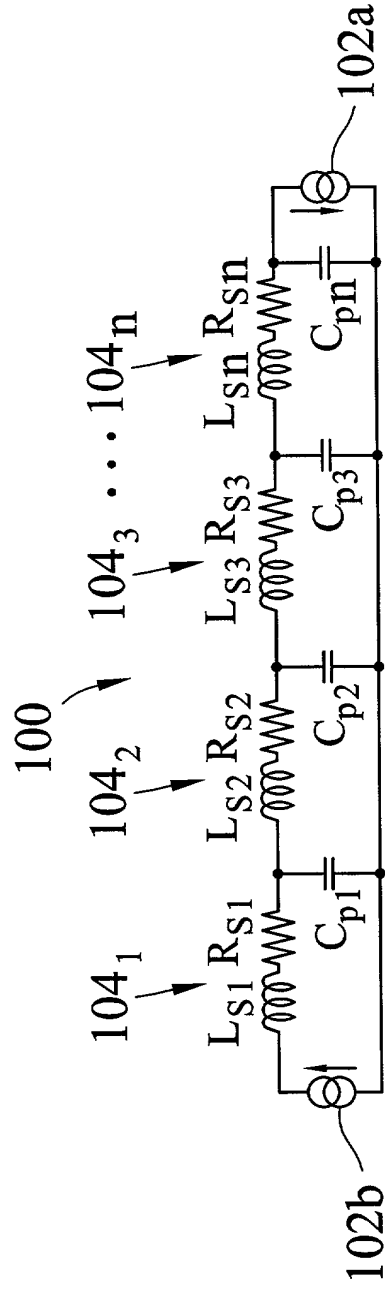 100
104₁ 104₂ 104₃ • • • • 104ₙ
L_S1 R_S1 L_S2 R_S2 L_S3 R_S3 L_Sn R_Sn
C_p1 C_p2 C_p3 C_pn
102b 102a